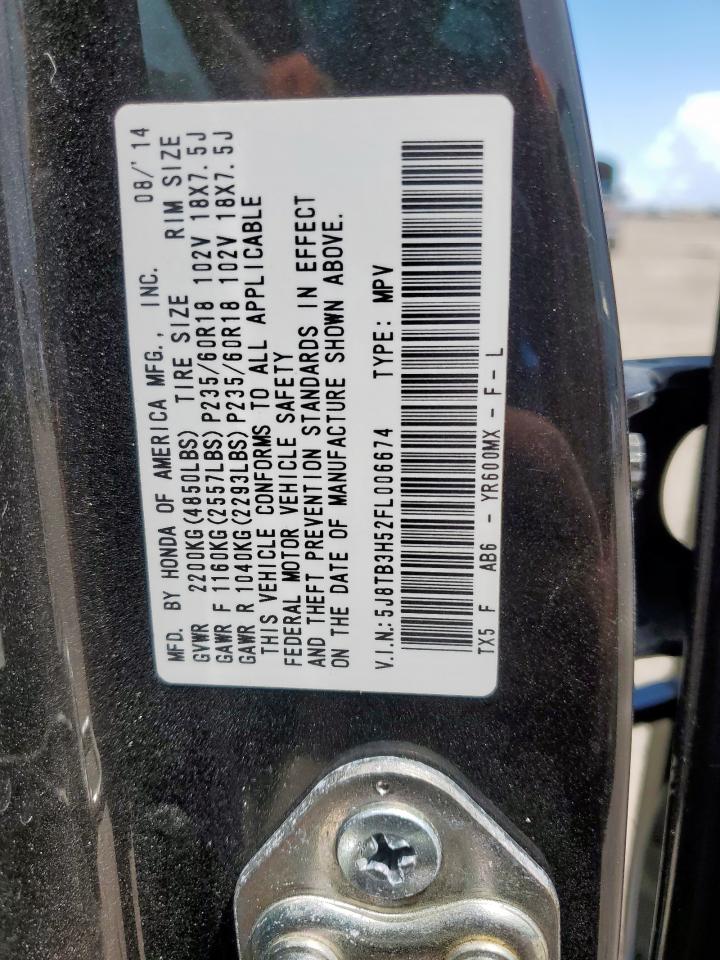 MFD. BY HONDA OF AMERICA MFG., INC. 08/'14
GVWR 2200KG(4850LBS) TIRE SIZE RIM SIZE
GAWR F 1160KG(2557LBS)P235/60R18 102V 18X7.5J
GAWR R 1040KG(2293LBS)P235/60R18 102V 18X7.5J
THIS VEHICLE CONFORMS TO ALL APPLICABLE
FEDERAL MOTOR VEHICLE SAFETY
AND THEFT PREVENTION STANDARDS IN EFFECT
ON THE DATE OF MANUFACTURE SHOWN ABOVE.
V.I.N.:5J8TB3H52FL006674 TYPE: MPV
TX5 F AB6 - YR600MX - F - L